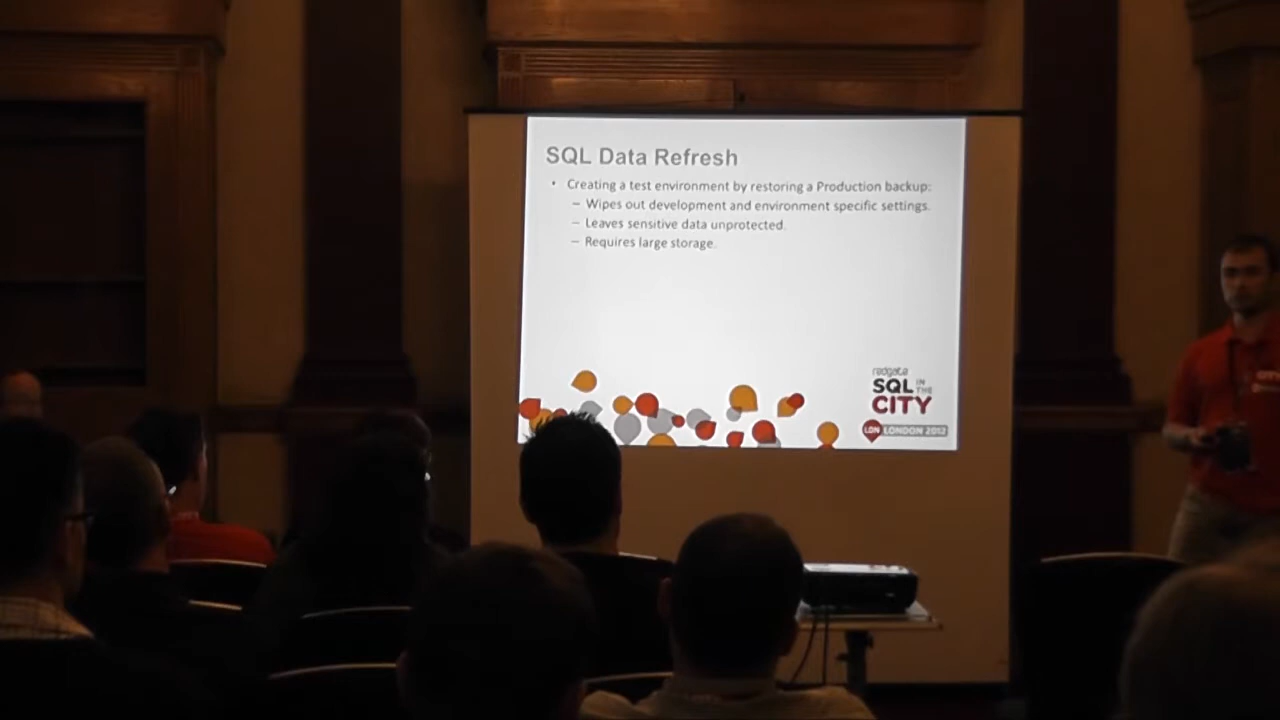 SQL Data Refresh
• Creating a test environment by restoring a Production backup:
– Wipes out development and environment specific settings.
– Leaves sensitive data unprotected.
– Requires large storage.
redgate
SQL IN THE
CITY
LDN LONDON 2012